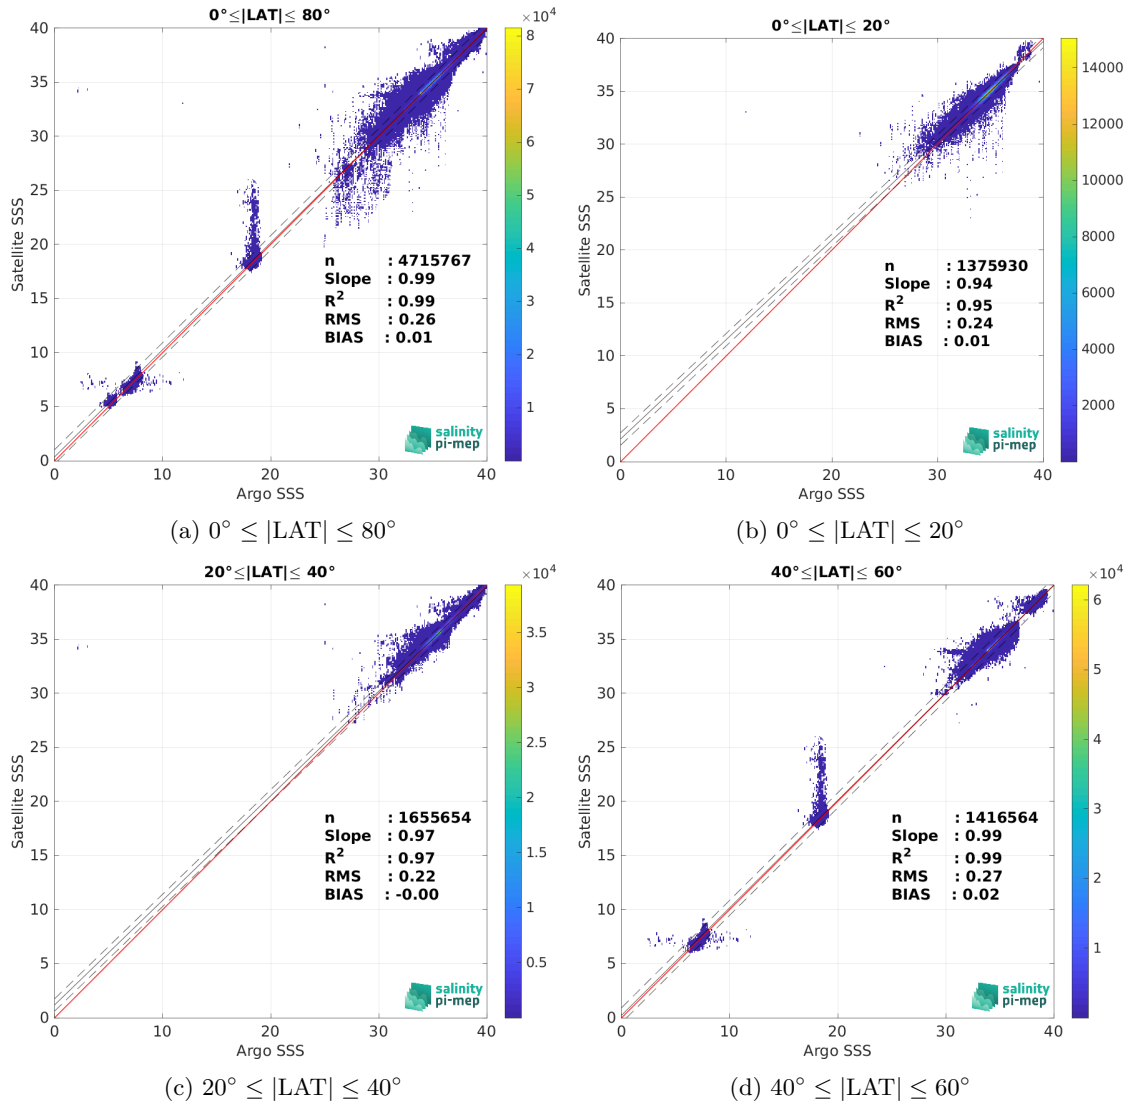 0°≤|LAT|≤ 80°
×10⁴
40
35
30
25
20
15
10
5
0
Satellite SSS
0 10 20 30 40
Argo SSS
8
7
6
5
4
3
2
1
n : 4715767
Slope : 0.99
R² : 0.99
RMS : 0.26
BIAS : 0.01
salinity
pi-mep
(a) 0° ≤ |LAT| ≤ 80°
0°≤|LAT|≤ 20°
40
35
30
25
20
15
10
5
0
Satellite SSS
0 10 20 30 40
Argo SSS
14000
12000
10000
8000
6000
4000
2000
n : 1375930
Slope : 0.94
R² : 0.95
RMS : 0.24
BIAS : 0.01
salinity
pi-mep
(b) 0° ≤ |LAT| ≤ 20°
20°≤|LAT|≤ 40°
×10⁴
40
35
30
25
20
15
10
5
0
Satellite SSS
0 10 20 30 40
Argo SSS
3.5
3
2.5
2
1.5
1
0.5
n : 1655654
Slope : 0.97
R² : 0.97
RMS : 0.22
BIAS : -0.00
salinity
pi-mep
(c) 20° ≤ |LAT| ≤ 40°
40°≤|LAT|≤ 60°
×10⁴
40
35
30
25
20
15
10
5
0
Satellite SSS
0 10 20 30 40
Argo SSS
6
5
4
3
2
1
n : 1416564
Slope : 0.99
R² : 0.99
RMS : 0.27
BIAS : 0.02
salinity
pi-mep
(d) 40° ≤ |LAT| ≤ 60°